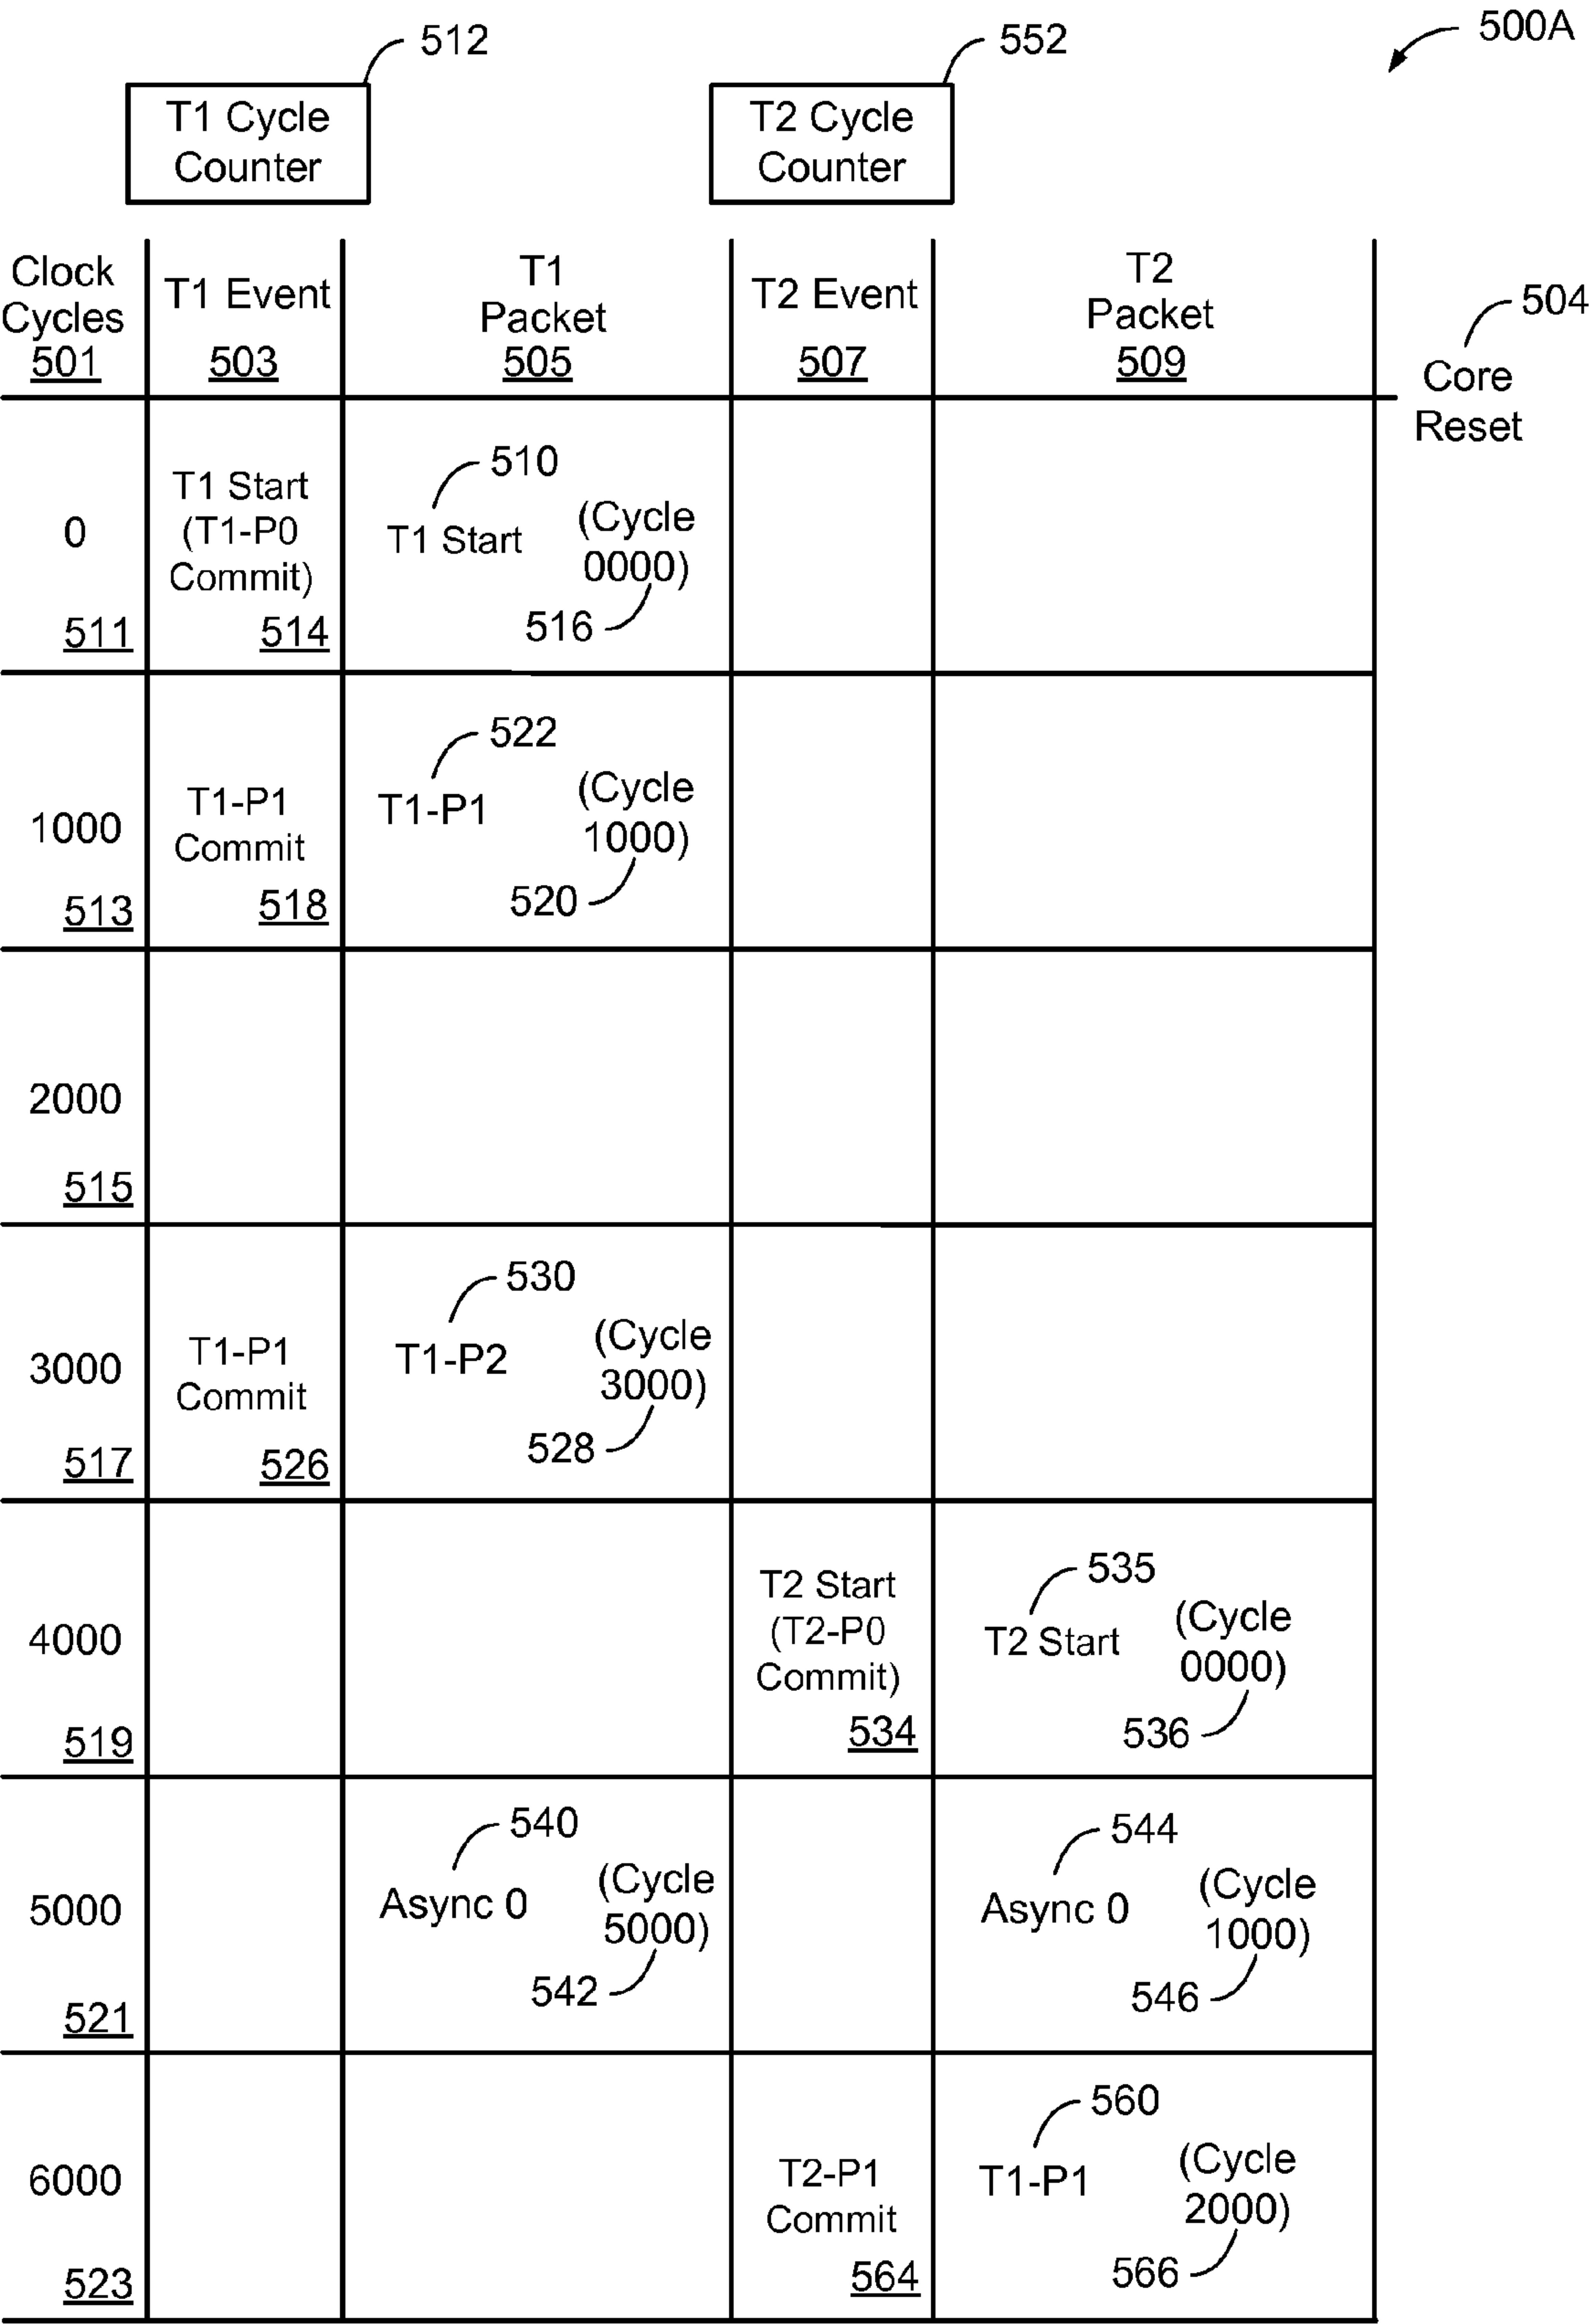 512
552
500A
T1 Cycle
Counter
T2 Cycle
Counter
Clock
Cycles
501
T1 Event
503
T1
Packet
505
T2 Event
507
T2
Packet
509
504
Core
Reset
0
511
T1 Start
(T1-P0
Commit)
514
510
T1 Start
(Cycle
0000)
516
1000
513
T1-P1
Commit
518
522
T1-P1
(Cycle
1000)
520
2000
515
3000
517
T1-P1
Commit
526
530
T1-P2
(Cycle
3000)
528
4000
519
T2 Start
(T2-P0
Commit)
534
535
T2 Start
(Cycle
0000)
536
5000
521
540
Async 0
(Cycle
5000)
542
544
Async 0
(Cycle
1000)
546
6000
523
T2-P1
Commit
564
560
T1-P1
(Cycle
2000)
566